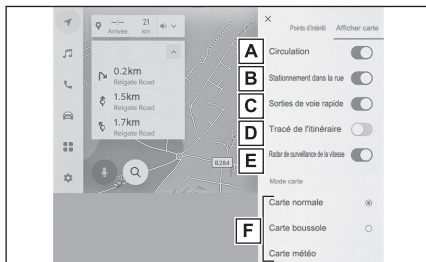 --:-- 21
Arrivée km
0.2km
Reigate Road
1.5km
Reigate Road
1.7km
Reigate Road
B284
× 
Points d'intérêt Afficher carte
A Circulation
B Stationnement dans la rue
C Sorties de voie rapide
D Tracé de l'itinéraire
E Radar de surveillance de la vitesse
Mode carte
F
Carte normale
Carte boussole
Carte météo